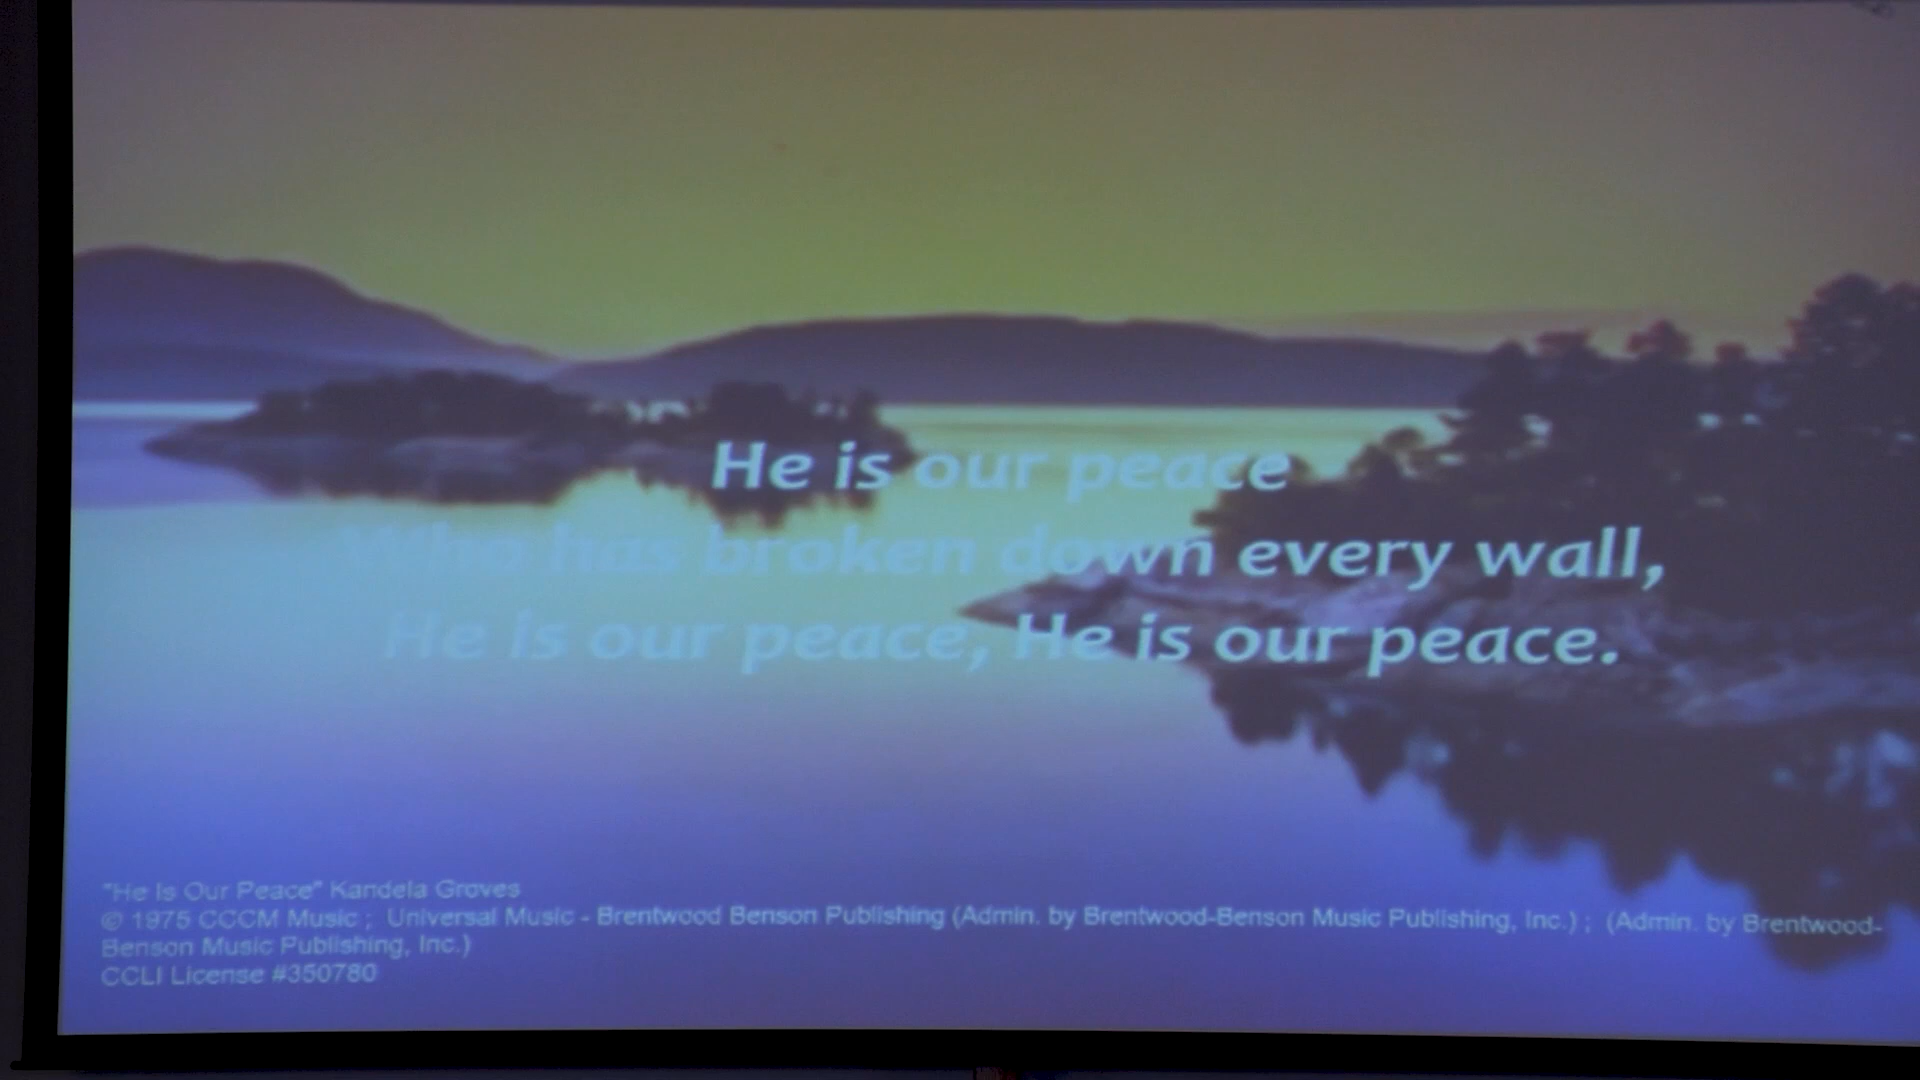 He is our peace
Who has broken down every wall,
He is our peace, He is our peace.
"He Is Our Peace" Kandela Groves
© 1975 CCCM Music ; Universal Music - Brentwood Benson Publishing (Admin. by Brentwood-Benson Music Publishing, Inc.) ; (Admin. by Brentwood-
Benson Music Publishing, Inc.)
CCLI License #350780